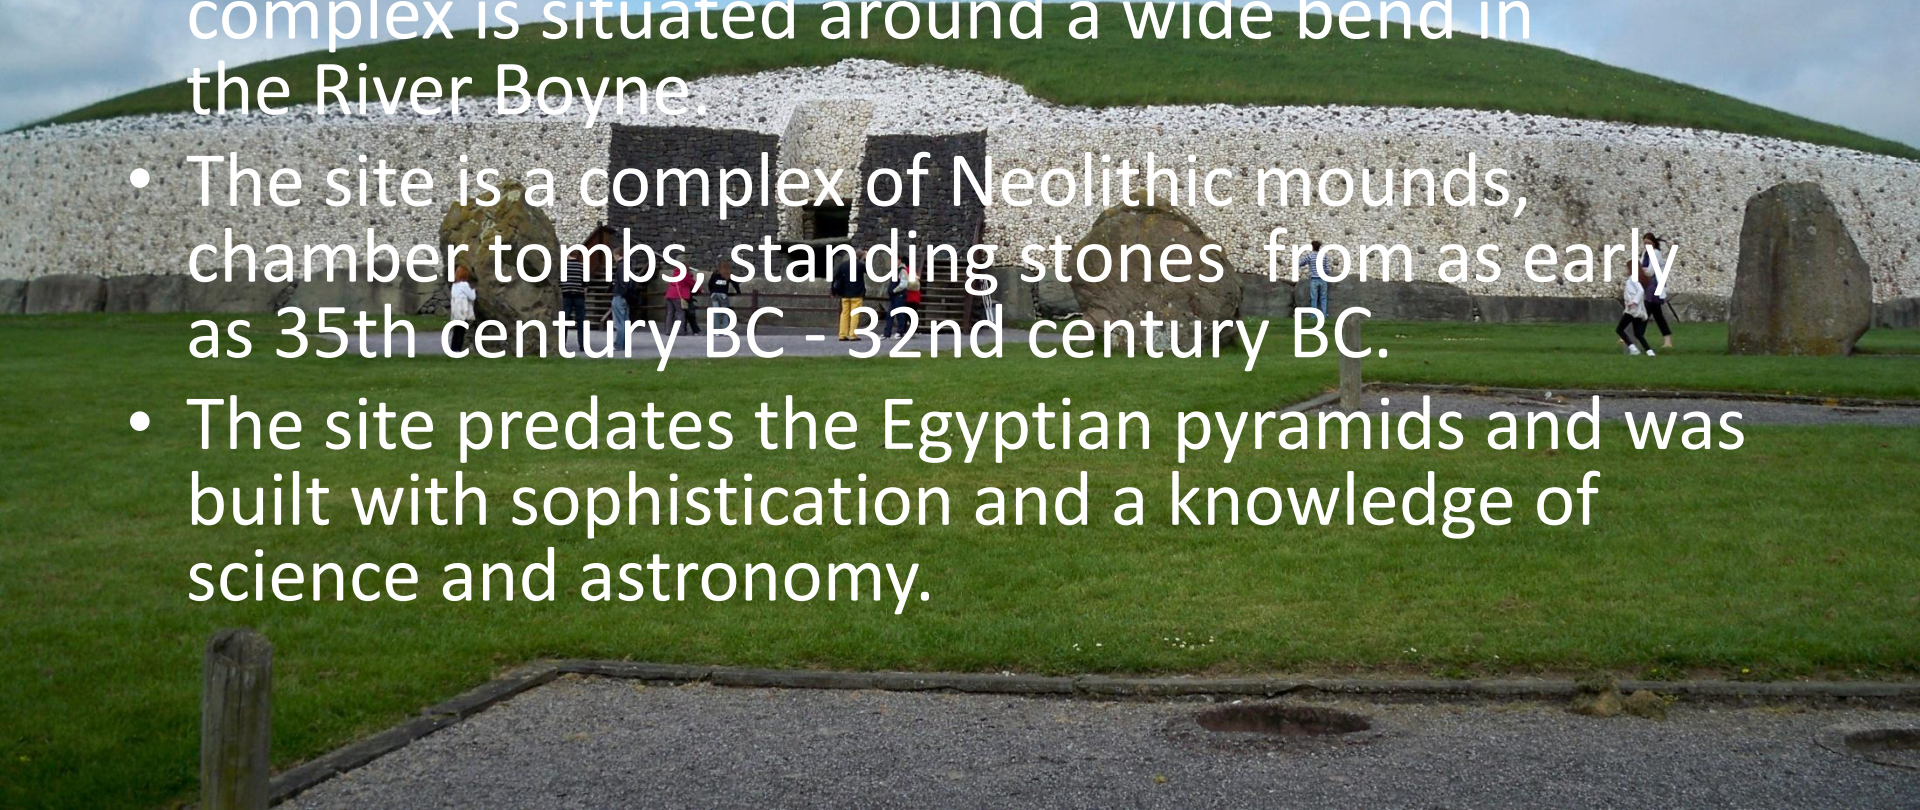 complex is situated around a wide bend in
the River Boyne.
• The site is a complex of Neolithic mounds,
chamber tombs, standing stones  from as early
as 35th century BC - 32nd century BC.
• The site predates the Egyptian pyramids and was
built with sophistication and a knowledge of
science and astronomy.